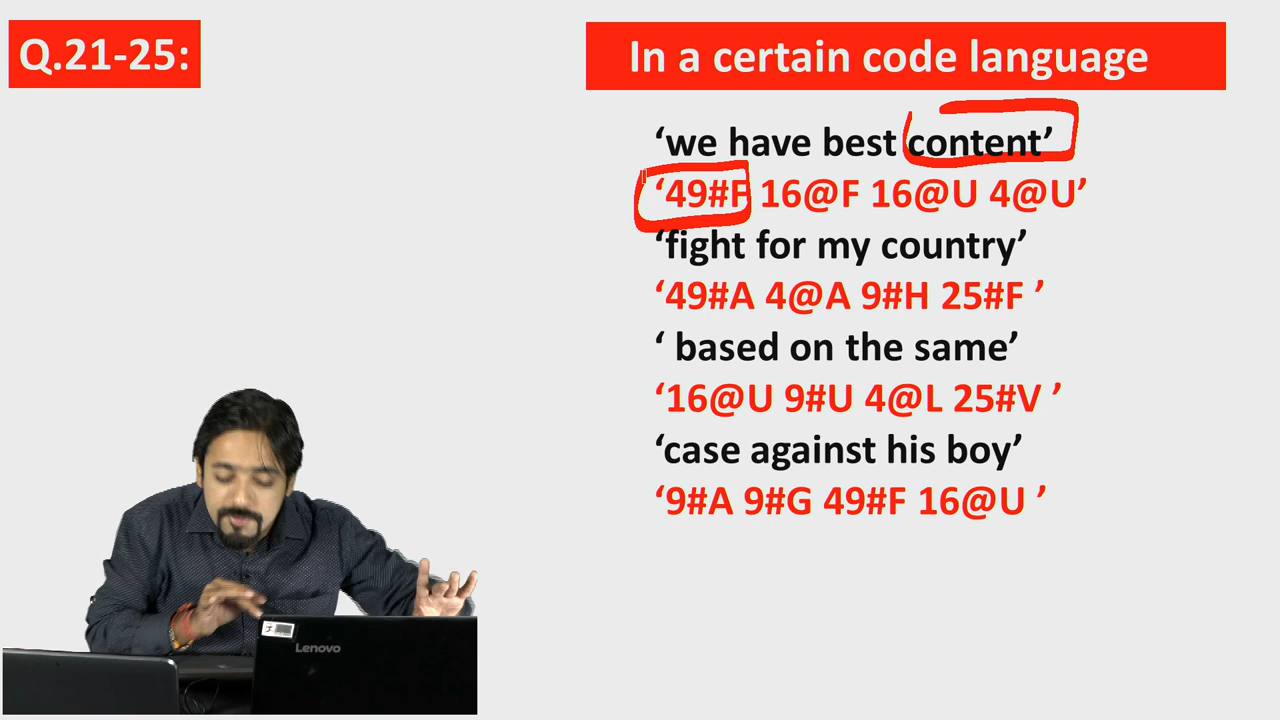 Q.21-25:
In a certain code language
‘we have best content’
‘49#F 16@F 16@U 4@U’
‘fight for my country’
‘49#A 4@A 9#H 25#F ’
‘ based on the same’
‘16@U 9#U 4@L 25#V ’
‘case against his boy’
‘9#A 9#G 49#F 16@U ’
Lenovo